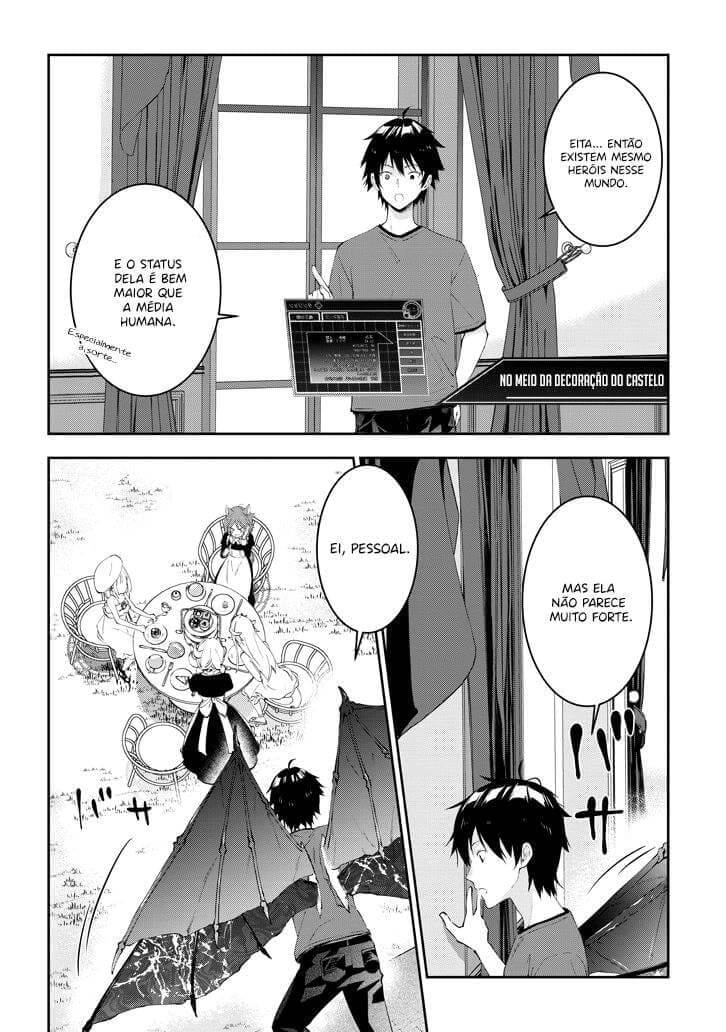 EITA... ENTÃO
EXISTEM MESMO
HERÓIS NESSE
MUNDO.
E O STATUS
DELA É BEM
MAIOR QUE
A MÉDIA
HUMANA.
Especialmente
a sorte...
NO MEIO DA DECORAÇÃO DO CASTELO
MAS ELA
NÃO PARECE
MUITO FORTE.
EI, PESSOAL.